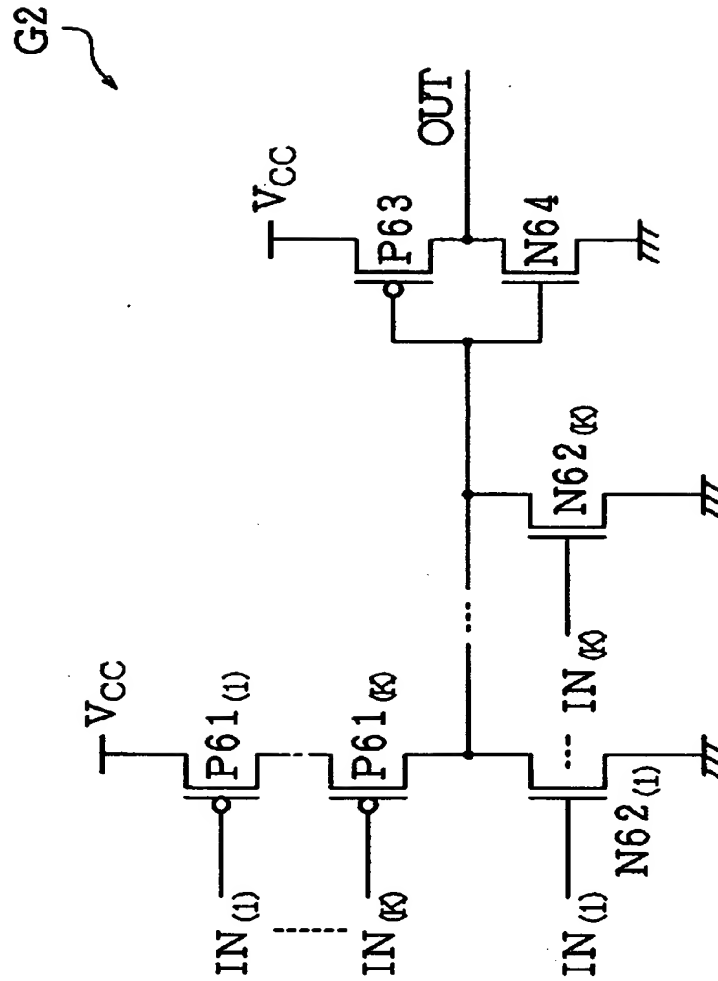 G2
VCC
P61(1)
IN(1)
P61(K)
IN(K)
IN(1)
N62(1)
IN(K)
N62(K)
VCC
P63
OUT
N64